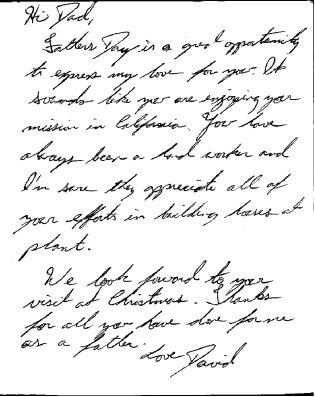 Hi Dad,
Fathers Day is a great opportunity
to express my love for you. It
sounds like you are enjoying your
mission in California. You have
always been a hard worker and
I'm sure they appreciate all of
your efforts in building bases at
plant.
We look foward to your
visit at Christmas. Thanks
for all you have done for me
as a father.
Love David